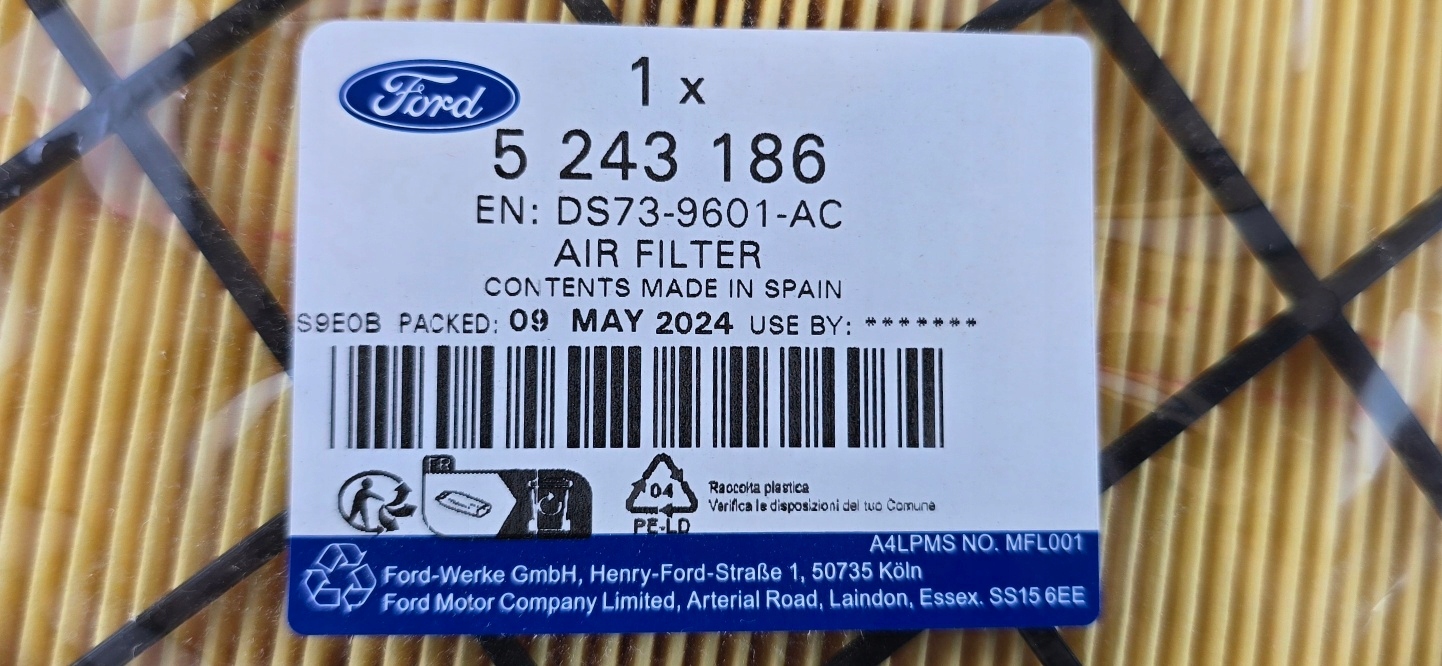 Ford
1 x
5 243 186
EN: DS73-9601-AC
AIR FILTER
CONTENTS MADE IN SPAIN
S9E0B PACKED: 09 MAY 2024 USE BY: *******
04
PE-LD
Raccolta plastica
Verifica le disposizioni del tuo Comune
A4LPMS NO. MFL001
Ford-Werke GmbH, Henry-Ford-Straße 1, 50735 Köln
Ford Motor Company Limited, Arterial Road, Laindon, Essex. SS15 6EE